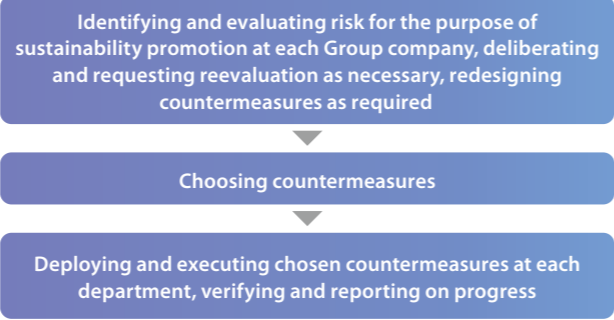 Identifying and evaluating risk for the purpose of
sustainability promotion at each Group company, deliberating
and requesting reevaluation as necessary, redesigning
countermeasures as required
Choosing countermeasures
Deploying and executing chosen countermeasures at each
department, verifying and reporting on progress